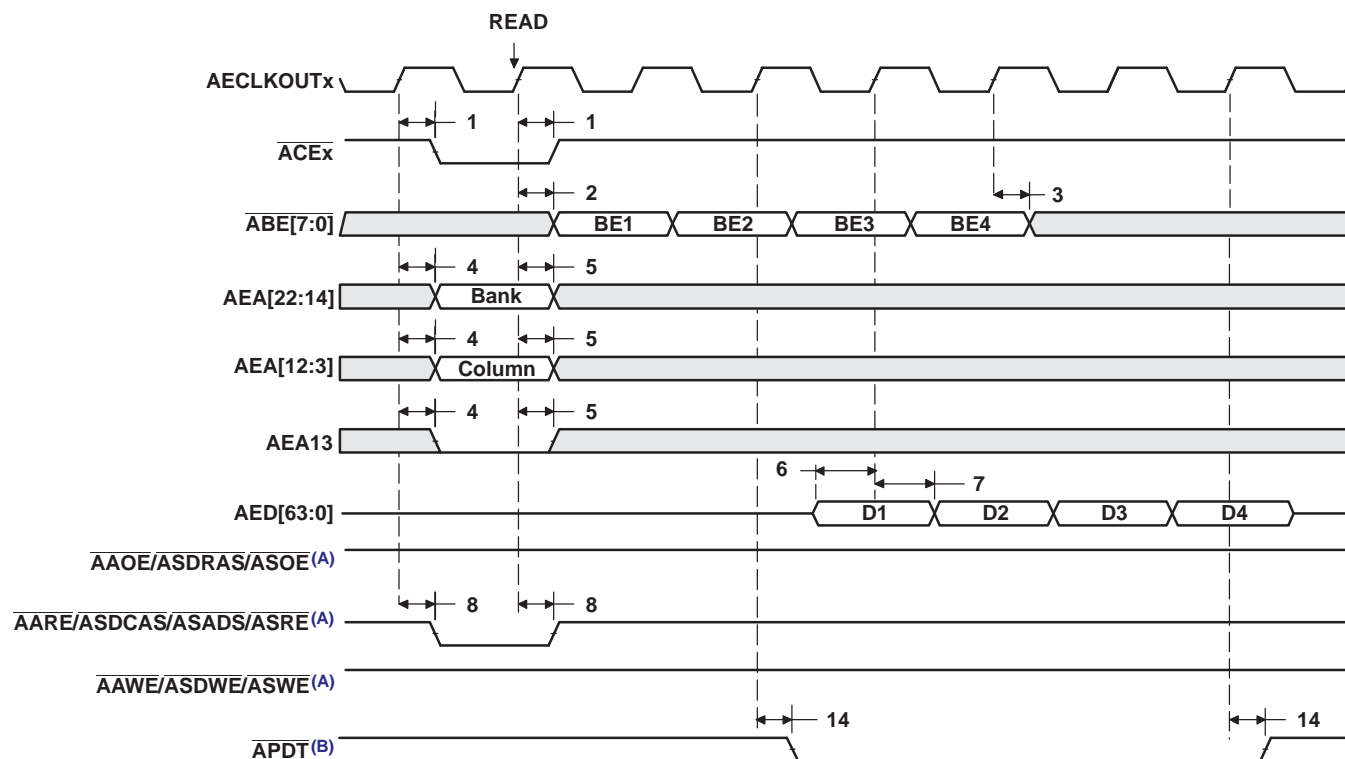 READ
AECLKOUTx
1 1
ACEx
2 3
ABE[7:0] BE1 BE2 BE3 BE4
4 5
AEA[22:14] Bank
4 5
AEA[12:3] Column
4 5
AEA13
6 7
AED[63:0] D1 D2 D3 D4
AAOE/ASDRAS/ASOE(A)
8 8
AARE/ASDCAS/ASADS/ASRE(A)
AAWE/ASDWE/ASWE(A)
14 14
APDT(B)